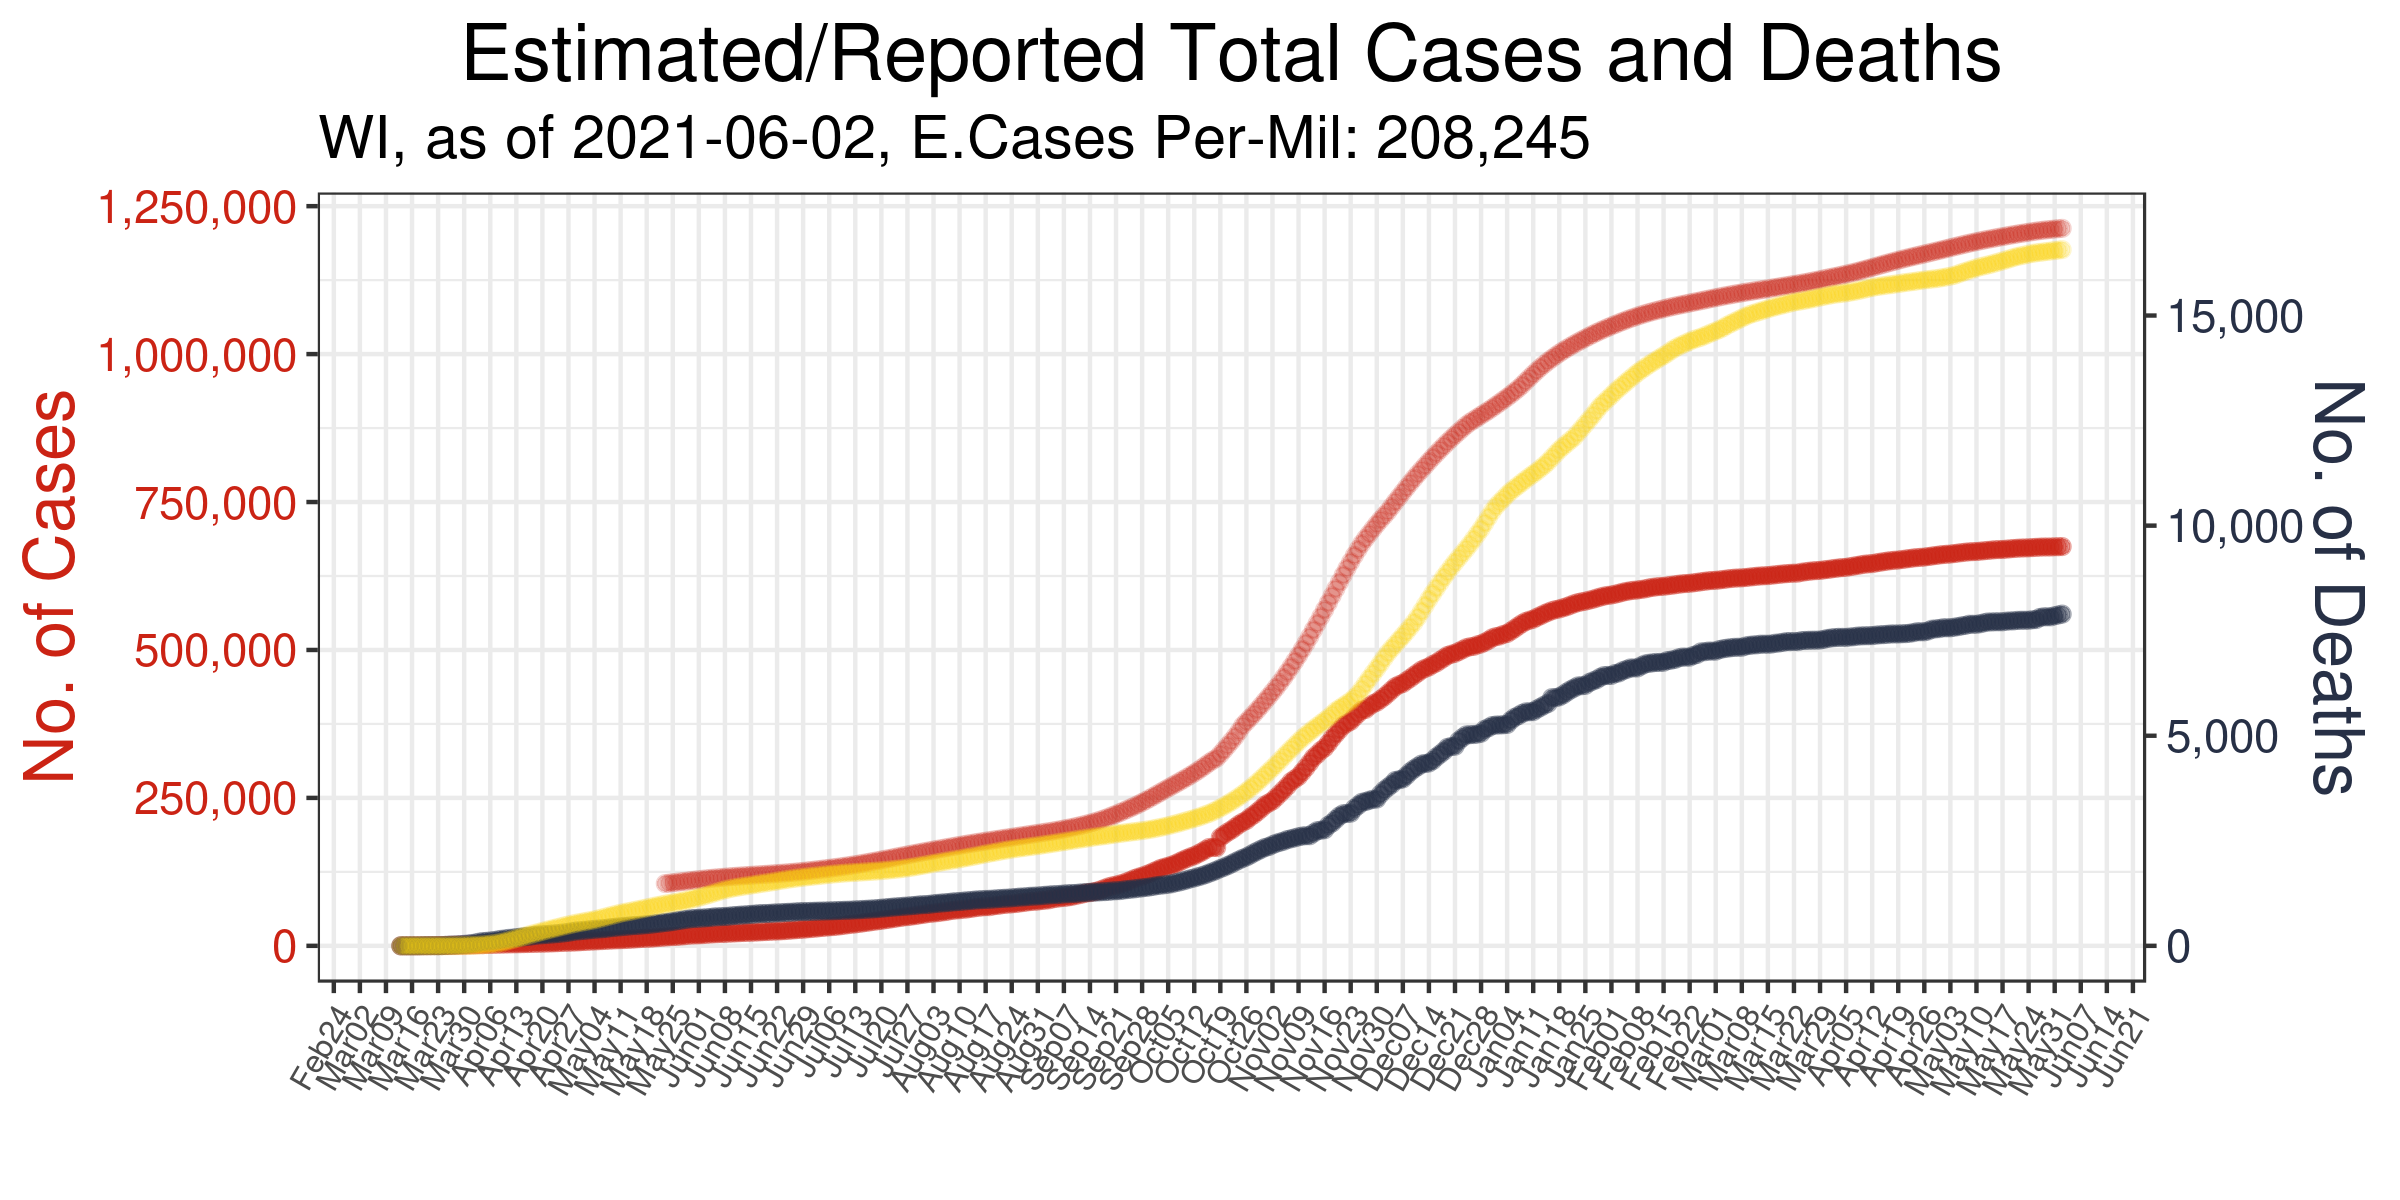 Estimated/Reported Total Cases and Deaths
WI, as of 2021-06-02, E.Cases Per-Mil: 208,245
No. of Cases
1,250,000
1,000,000
750,000
500,000
250,000
0
15,000
10,000
5,000
0
No. of Deaths
Feb24
Mar02
Mar09
Mar16
Mar23
Mar30
Apr06
Apr13
Apr20
Apr27
May04
May11
May18
May25
Jun01
Jun08
Jun15
Jun22
Jun29
Jul06
Jul13
Jul20
Jul27
Aug03
Aug10
Aug17
Aug24
Aug31
Sep07
Sep14
Sep21
Sep28
Oct05
Oct12
Oct19
Oct26
Nov02
Nov09
Nov16
Nov23
Nov30
Dec07
Dec14
Dec21
Dec28
Jan04
Jan11
Jan18
Jan25
Feb01
Feb08
Feb15
Feb22
Mar01
Mar08
Mar15
Mar22
Mar29
Apr05
Apr12
Apr19
Apr26
May03
May10
May17
May24
May31
Jun07
Jun14
Jun21